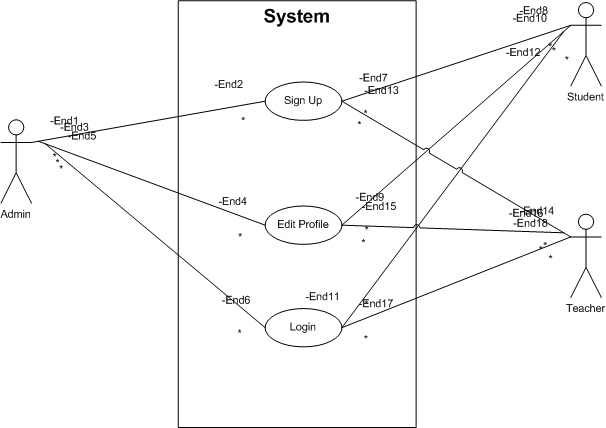 System
-End8
-End10
-End12
Student
-End7
-End13
-End2
Sign Up
*
*
*
*
*
-End1
-End3
-End5
*
*
*
Admin
-End4
Edit Profile
-End9
-End15
*
*
*
-End14
-End18
*
*
*
Teacher
-End6
-End11
-End17
Login
*
*